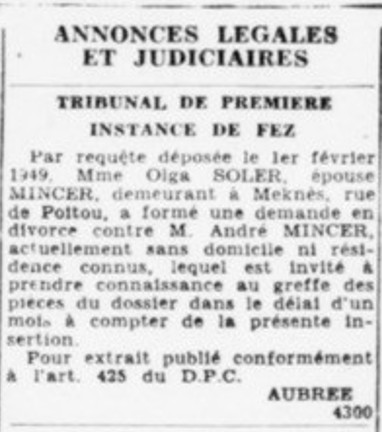 ANNONCES LEGALES
ET JUDICIAIRES
TRIBUNAL DE PREMIERE
INSTANCE DE FEZ
Par requête déposée le 1er février
1949, Mme Olga SOLER, épouse
MINCER, demeurant à Meknès, rue
de Poitou, a formé une demande en
divorce contre M. André MINCER,
actuellement sans domicile ni rési-
dence connus, lequel est invité à
prendre connaissance au greffe des
pièces du dossier dans le délai d'un
mois à compter de la présente in-
sertion.
Pour extrait publié conformément
à l'art. 425 du D.P.C.
AUBREE
4300